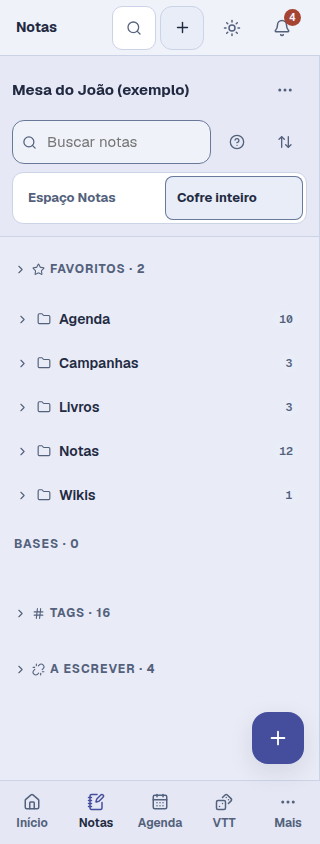 Notas
4
Mesa do João (exemplo)
Buscar notas
Espaço Notas
Cofre inteiro
FAVORITOS · 2
Agenda 10
Campanhas 3
Livros 3
Notas 12
Wikis 1
BASES · 0
TAGS · 16
A ESCREVER · 4
Início
Notas
Agenda
VTT
Mais